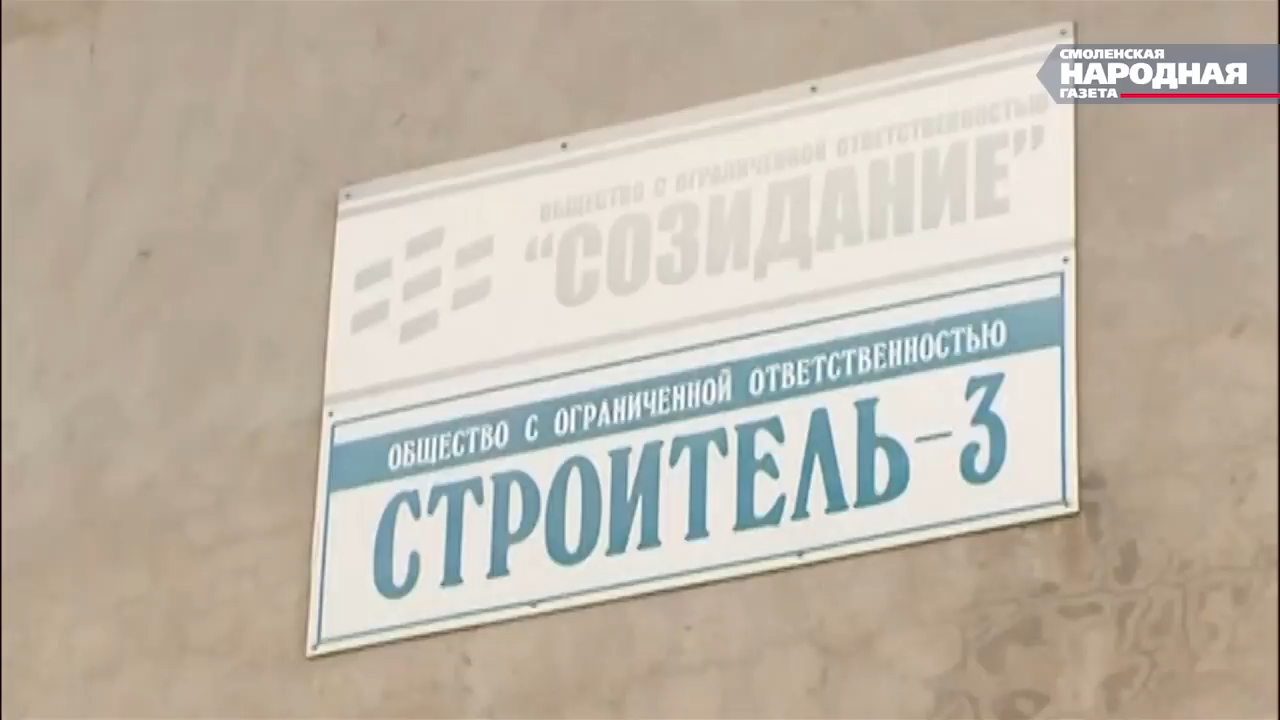 СМОЛЕНСКАЯ
НАРОДНАЯ
ГАЗЕТА
ОБЩЕСТВО С ОГРАНИЧЕННОЙ ОТВЕТСТВЕННОСТЬЮ
“СОЗИДАНИЕ”
ОБЩЕСТВО С ОГРАНИЧЕННОЙ ОТВЕТСТВЕННОСТЬЮ
СТРОИТЕЛЬ-3